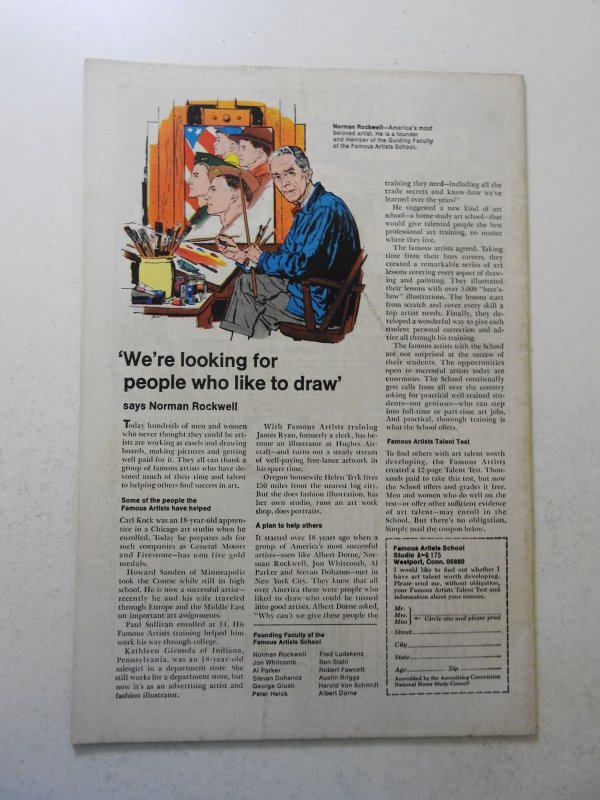 Norman Rockwell—America's most
beloved artist. He is a founder
and member of the Guiding Faculty
of the Famous Artists School.
'We're looking for
people who like to draw'
says Norman Rockwell
Today hundreds of men and women
who never thought they could be art-
ists are working at easels and drawing
boards, making pictures and getting
well paid for it. They all can thank a
group of famous artists who have de-
voted much of their time and talent
to helping others find success in art.
Some of the people the
Famous Artists have helped
Carl Kock was an 18-year-old appren-
tice in a Chicago art studio when he
enrolled. Today he prepares ads for
such companies as General Motors
and Firestone—has won five gold
medals.
Howard Sanden of Minneapolis
took the Course while still in high
school. He is now a successful artist—
recently he and his wife traveled
through Europe and the Middle East
on important art assignments.
Paul Sullivan enrolled at 14. His
Famous Artists training helped him
work his way through college.
Kathleen Gironda of Indiana,
Pennsylvania, was an 18-year-old
salesgirl in a department store. She
still works for a department store, but
now it's as an advertising artist and
fashion illustrator.
With Famous Artists training
James Ryan, formerly a clerk, has be-
come an illustrator at Hughes Air-
craft—and turns out a steady stream
of well-paying free-lance artwork in
his spare time.
Oregon housewife Helen Tryk lives
150 miles from the nearest big city.
But she does fashion illustration, has
her own studio, runs an art work
shop, does portraits.
A plan to help others
It started over 18 years ago when a
group of America's most successful
artists—men like Albert Dorne, Nor-
man Rockwell, Jon Whitcomb, Al
Parker and Stevan Dohanos—met in
New York City. They knew that all
over America there were people who
liked to draw who could be turned
into good artists. Albert Dorne asked,
"Why can't we give these people the
Founding Faculty of the
Famous Artists School
Norman Rockwell
Jon Whitcomb
Al Parker
Stevan Dohanos
George Giusti
Peter Helck
Fred Ludekens
Ben Stahl
Robert Fawcett
Austin Briggs
Harold Von Schmidt
Albert Dorne
training they need—including all the
trade secrets and know-how we've
learned over the years?"
He suggested a new kind of art
school—a home study art school—that
would give talented people the best
professional art training, no matter
where they live.
The famous artists agreed. Taking
time from their busy careers, they
created a remarkable series of art
lessons covering every aspect of draw-
ing and painting. They illustrated
their lessons with over 5,000 "here's
how" illustrations. The lessons start
from scratch and cover every skill a
top artist needs. Finally, they de-
veloped a wonderful way to give each
student personal correction and ad-
vice all through his training.
The famous artists with the School
are not surprised at the success of
their students. The opportunities
open to successful artists today are
enormous. The School continually
gets calls from all over the country
asking for practical well-trained stu-
dents—not geniuses—who can step
into full-time or part-time art jobs.
And practical, thorough training is
what the School offers.
Famous Artists Talent Test
To find others with art talent worth
developing, the Famous Artists
created a 12-page Talent Test. Thou-
sands paid to take this test, but now
the School offers and grades it free.
Men and women who do well on the
test—or offer other sufficient evidence
of art talent—may enroll in the
School. But there's no obligation.
Simply mail the coupon below.
Famous Artists School
Westport, Conn. 06880
I would like to find out whether I
have art talent worth developing.
Please send me, without obligation,
your Famous Artists Talent Test and
information about your courses.
Mr.
Mrs.
Miss
Circle one and please print
Street
City
State
Age Zip
Accredited by the Accrediting Commission
National Home Study Council